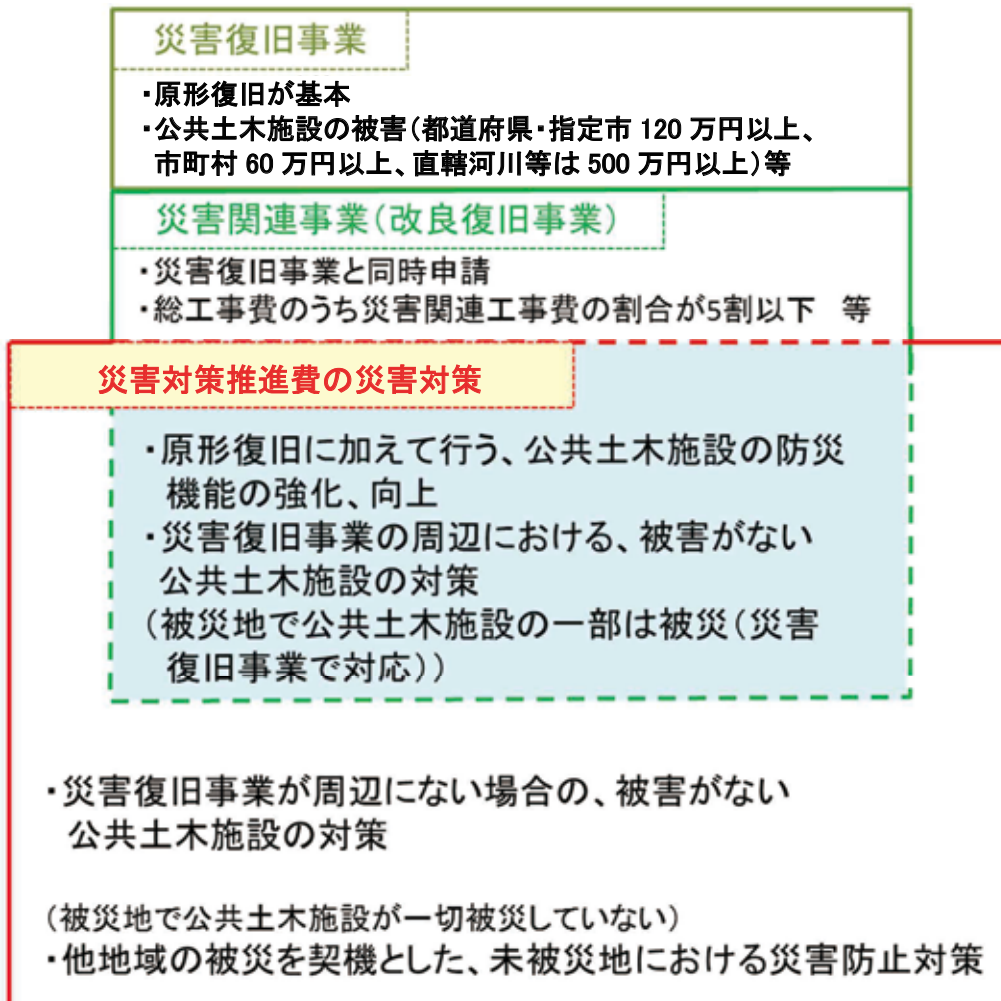 災害復旧事業
・原形復旧が基本
・公共土木施設の被害(都道府県・指定市 120 万円以上、
市町村 60 万円以上、直轄河川等は 500 万円以上)等
災害関連事業(改良復旧事業)
・災害復旧事業と同時申請
・総工事費のうち災害関連工事費の割合が5割以下　等
災害対策推進費の災害対策
・原形復旧に加えて行う、公共土木施設の防災
機能の強化、向上
・災害復旧事業の周辺における、被害がない
公共土木施設の対策
(被災地で公共土木施設の一部は被災(災害
復旧事業で対応))
・災害復旧事業が周辺にない場合の、被害がない
公共土木施設の対策
(被災地で公共土木施設が一切被災していない)
・他地域の被災を契機とした、未被災地における災害防止対策